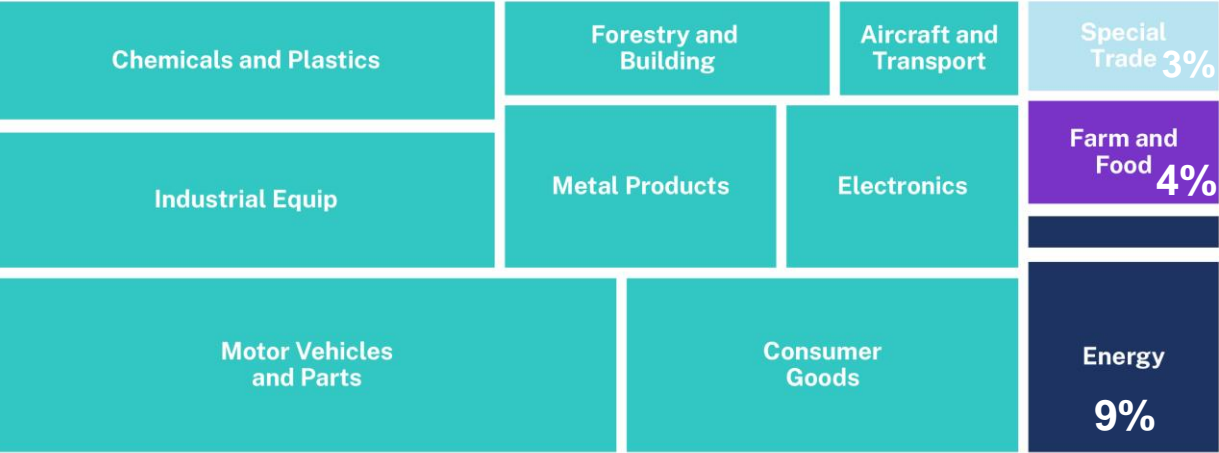 Chemicals and Plastics
Forestry and
Building
Aircraft and
Transport
Special
Trade 3%
Industrial Equip
Metal Products
Electronics
Farm and
Food 4%
Motor Vehicles
and Parts
Consumer
Goods
Energy
9%